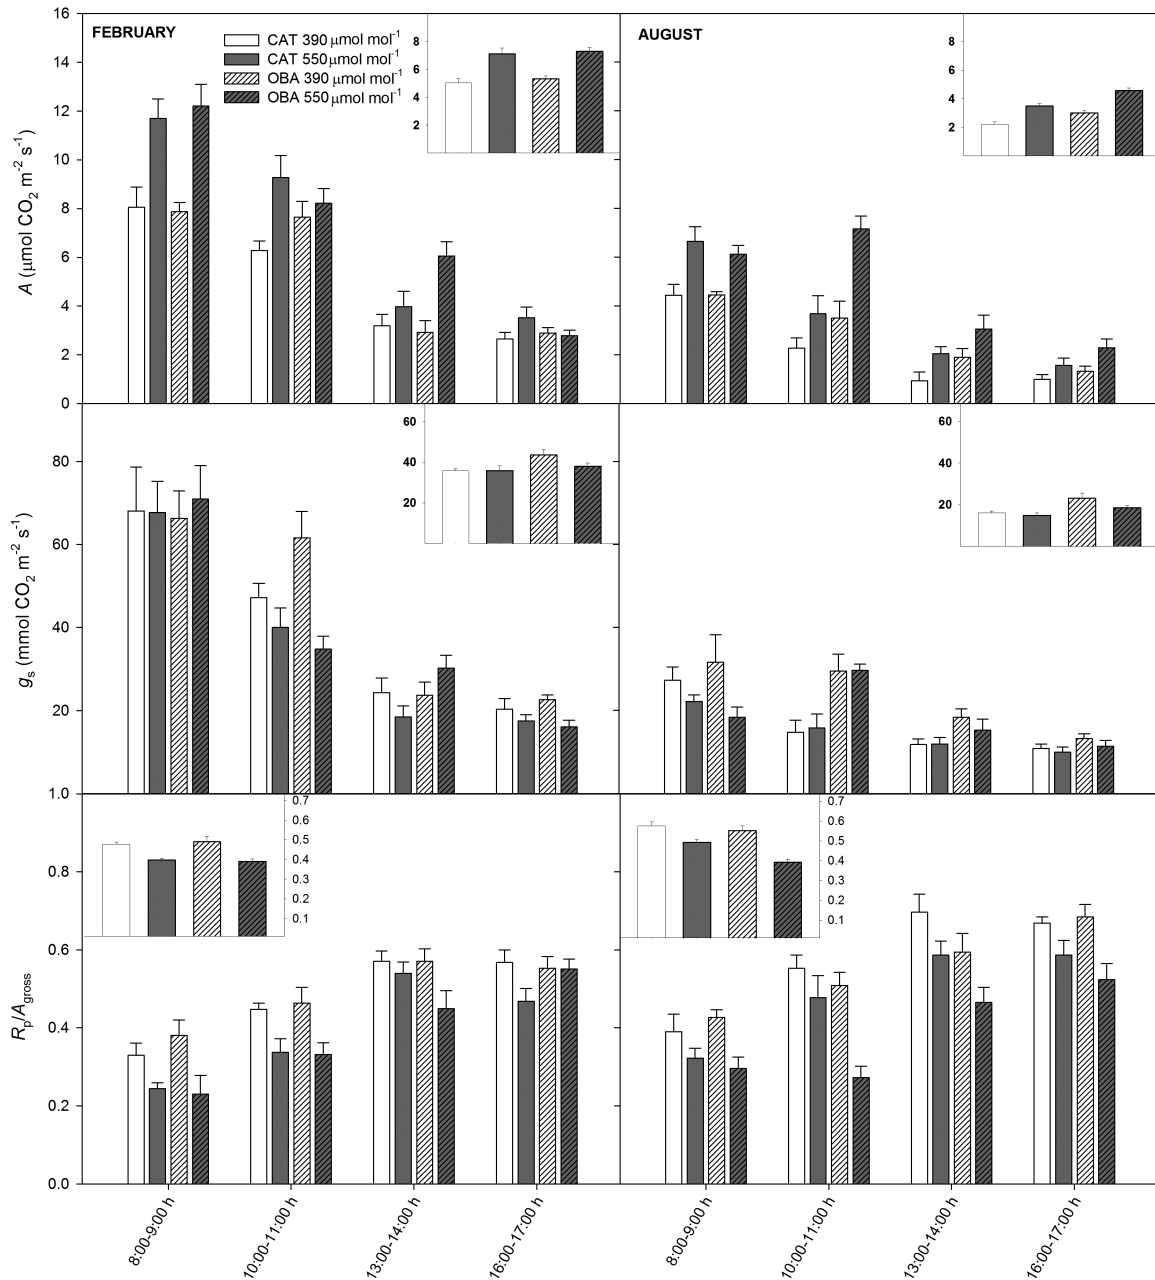 FEBRUARY
CAT 390 μmol mol⁻¹
CAT 550 μmol mol⁻¹
OBA 390 μmol mol⁻¹
OBA 550 μmol mol⁻¹
8
6
4
2
AUGUST
8
6
4
2
16
14
12
10
8
6
4
2
0
A (μmol CO₂ m⁻² s⁻¹)
60
40
20
60
40
20
80
60
40
20
gₛ (mmol CO₂ m⁻² s⁻¹)
1.0
0.8
0.6
0.4
0.2
0.0
Rₚ/A_gross
0.7
0.6
0.5
0.4
0.3
0.2
0.1
0.7
0.6
0.5
0.4
0.3
0.2
0.1
8:00-9:00 h
10:00-11:00 h
13:00-14:00 h
16:00-17:00 h
8:00-9:00 h
10:00-11:00 h
13:00-14:00 h
16:00-17:00 h